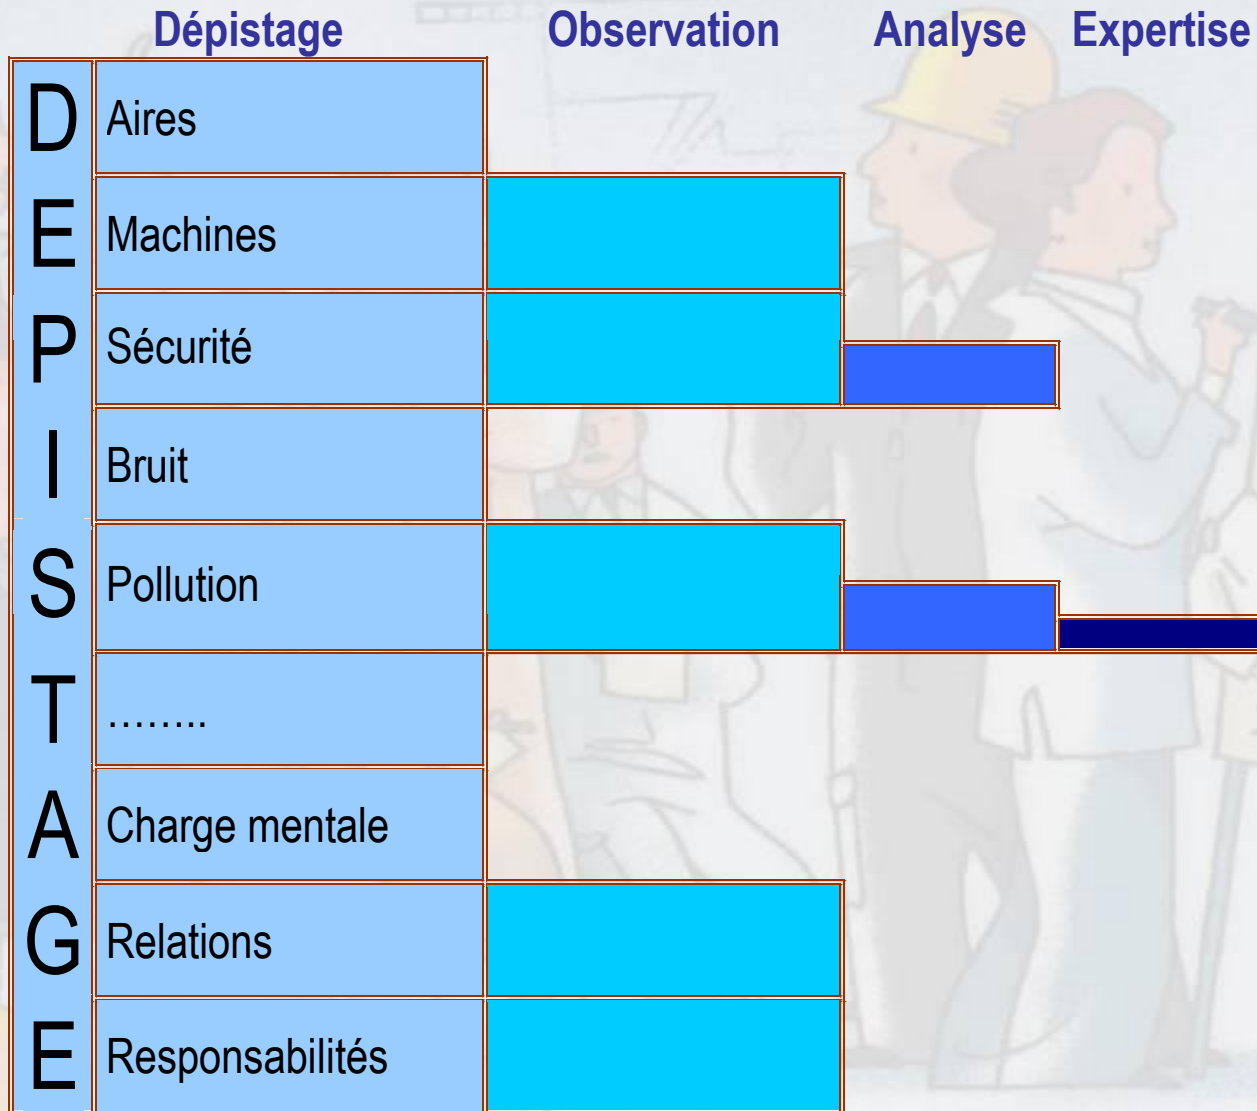 Dépistage Observation Analyse Expertise
D Aires
E Machines
P Sécurité
I Bruit
S Pollution
T ........
A Charge mentale
G Relations
E Responsabilités